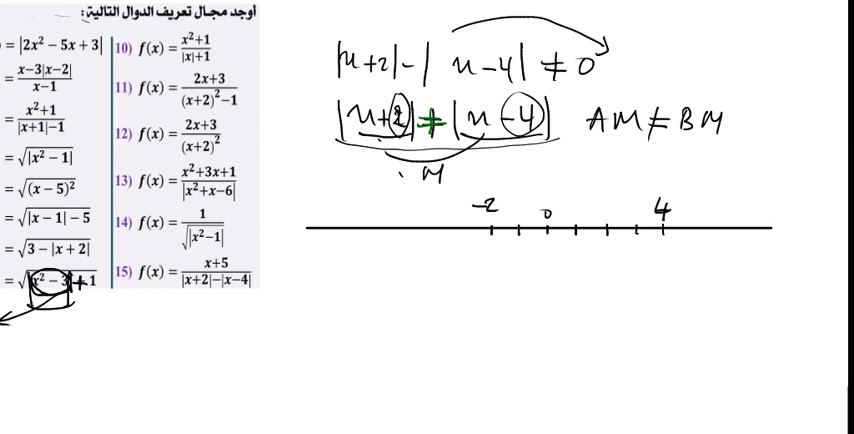 أوجد مجال تعريف الدوال التالية:
= |2x² − 5x + 3|
= x−3|x−2| / x−1
= x²+1 / |x+1|−1
= √|x² − 1|
= √(x − 5)²
= √|x − 1| − 5
= √3 − |x + 2|
= √|x² − 3| + 1
10) f(x) = x²+1 / |x|+1
11) f(x) = 2x+3 / (x+2)²−1
12) f(x) = 2x+3 / (x+2)²
13) f(x) = x²+3x+1 / |x²+x−6|
14) f(x) = 1 / √|x²−1|
15) f(x) = x+5 / |x+2|−|x−4|
|x+2| − |x−4| ≠ 0
|x+2| ≠ |x−4| AM ≠ BM
M
-2 0 4